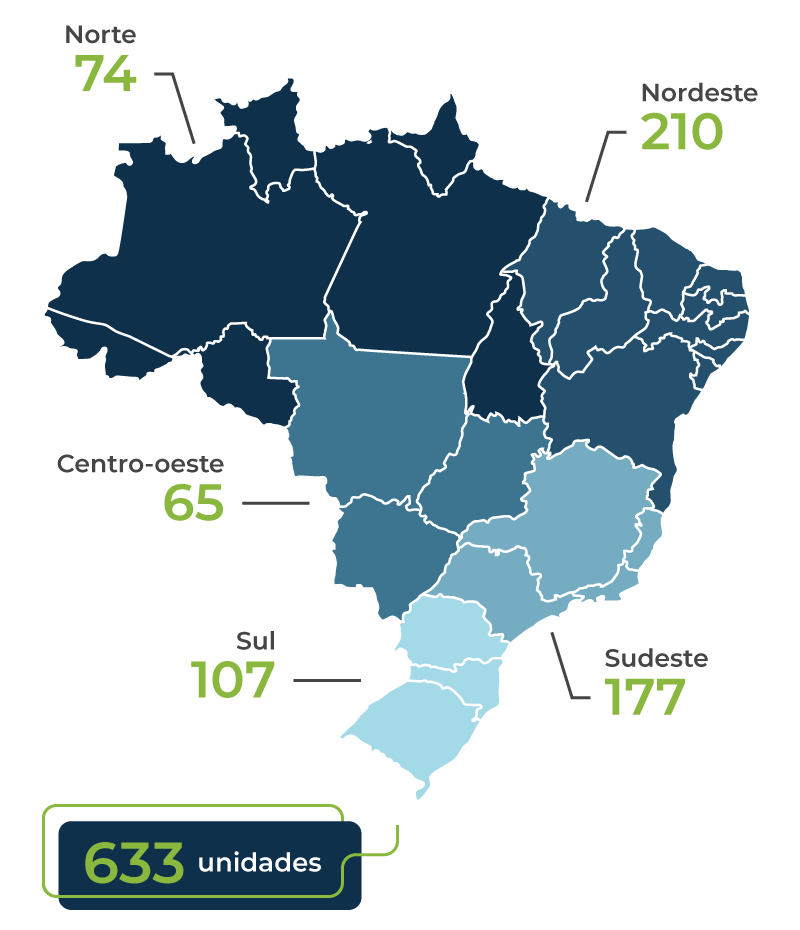 Norte
74
Nordeste
210
Centro-oeste
65
Sul
107
Sudeste
177
633 unidades